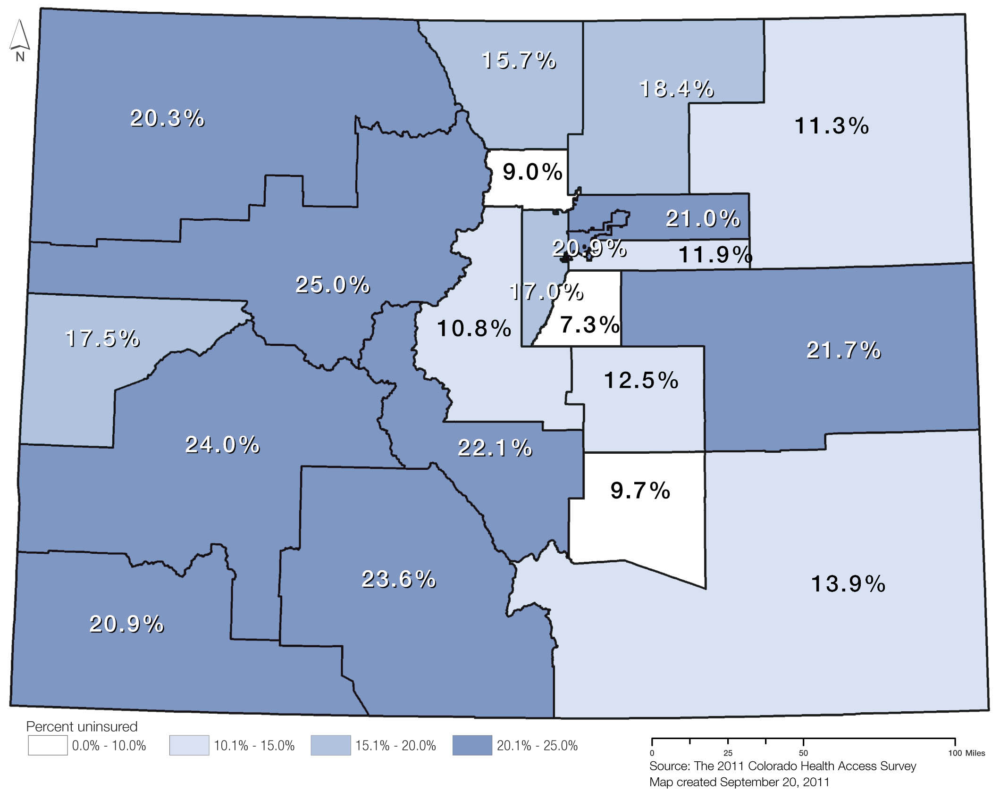 N
15.7%
18.4%
20.3%
11.3%
9.0%
21.0%
20.9%
11.9%
25.0%
17.0%
17.5%
10.8%
7.3%
21.7%
12.5%
24.0%
22.1%
9.7%
23.6%
13.9%
20.9%
Percent uninsured
0.0% - 10.0%
10.1% - 15.0%
15.1% - 20.0%
20.1% - 25.0%
0 25 50 100 Miles
Source: The 2011 Colorado Health Access Survey
Map created September 20, 2011